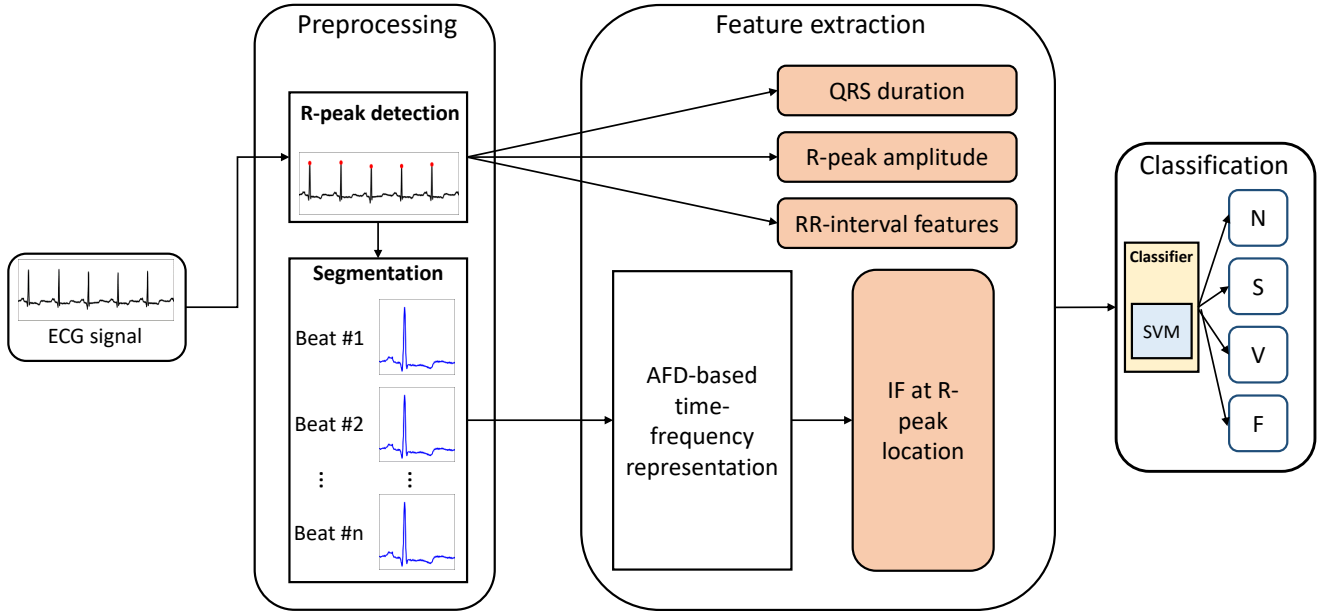 ECG signal
Preprocessing
R-peak detection
Segmentation
Beat #1
Beat #2
⋮ ⋮
Beat #n
Feature extraction
QRS duration
R-peak amplitude
RR-interval features
AFD-based
time-
frequency
representation
IF at R-
peak
location
Classification
Classifier
SVM
N
S
V
F